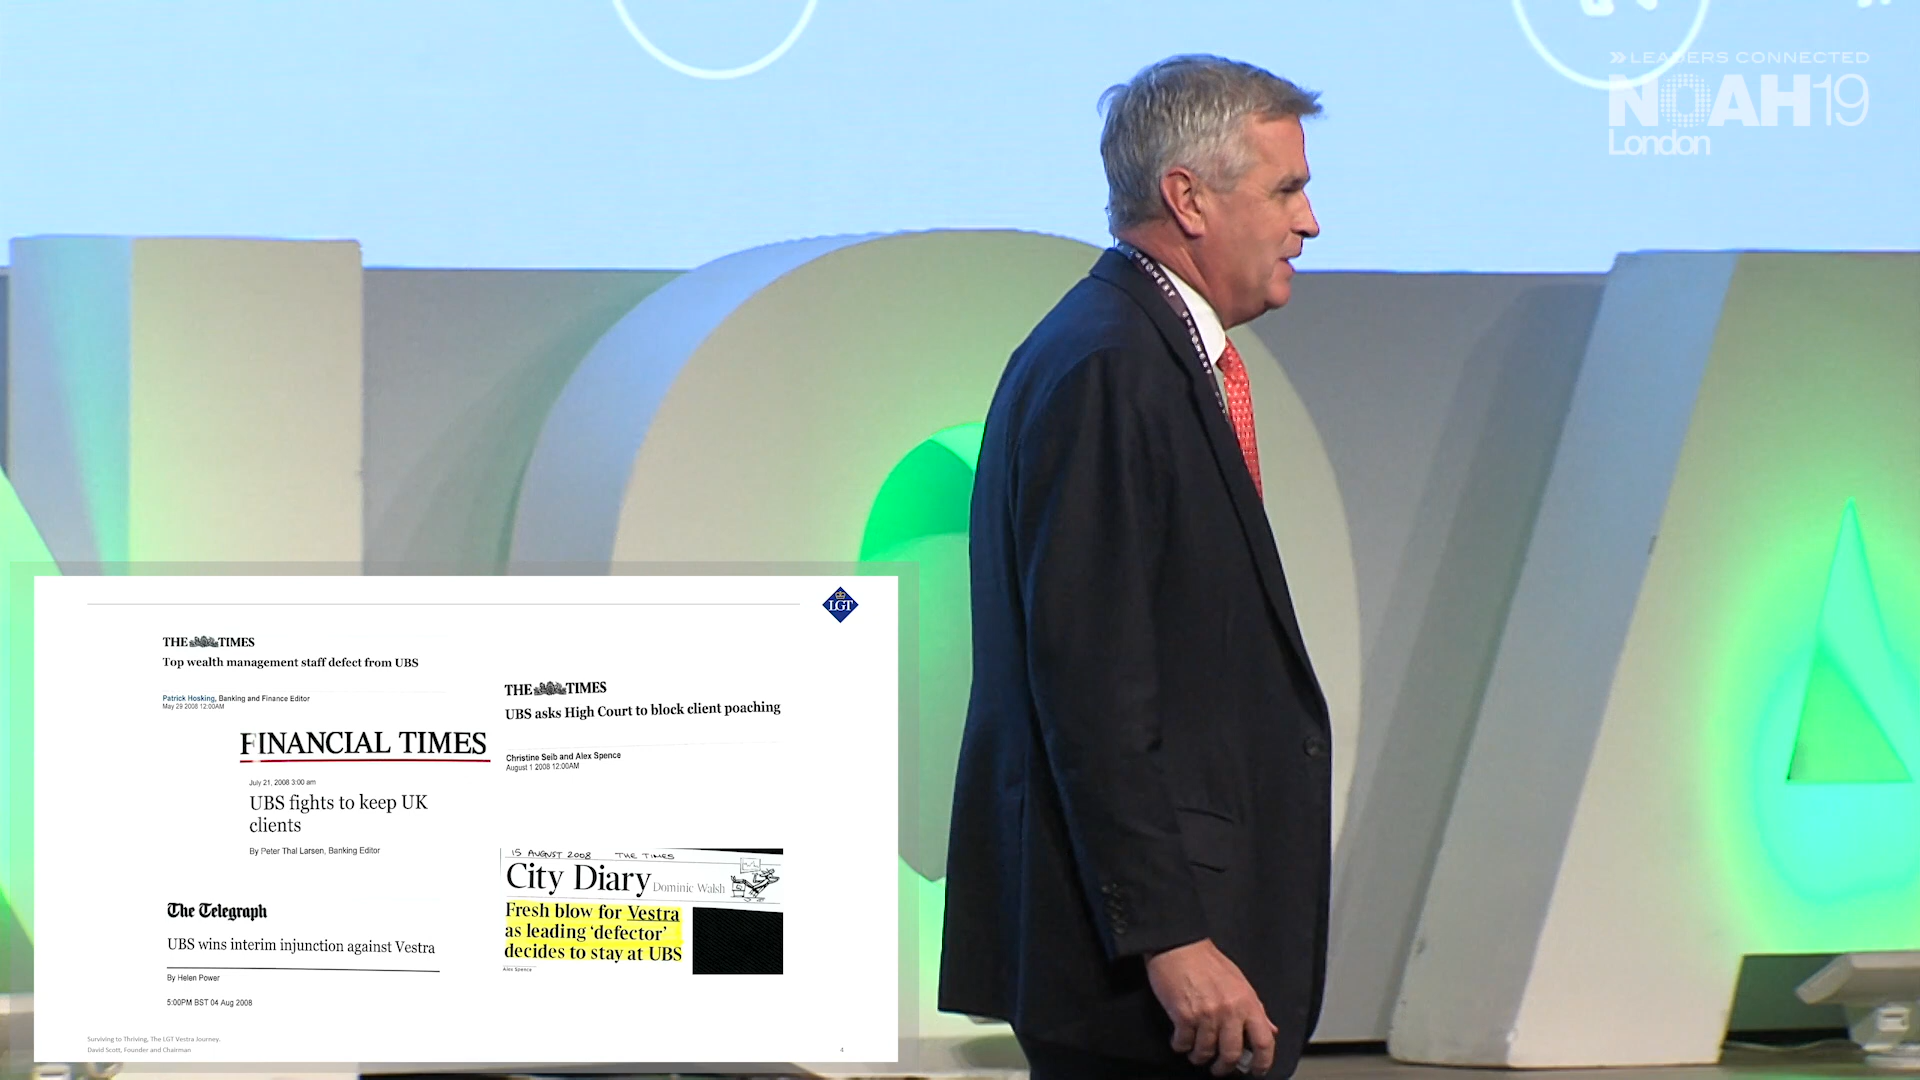 LEADERS CONNECTED
NOAH19
London
LGT
THE TIMES
Top wealth management staff defect from UBS
Patrick Hosking, Banking and Finance Editor
May 29 2008 12:00AM
THE TIMES
UBS asks High Court to block client poaching
Christine Seib and Alex Spence
August 1 2008 12:00AM
FINANCIAL TIMES
July 21, 2008 3:00 am
UBS fights to keep UK
clients
By Peter Thal Larsen, Banking Editor
15 AUGUST 2008 THE TIMES
City Diary Dominic Walsh
Fresh blow for Vestra
as leading ‘defector’
decides to stay at UBS
Alex Spence
The Telegraph
UBS wins interim injunction against Vestra
By Helen Power
5:00PM BST 04 Aug 2008
Surviving to Thriving, The LGT Vestra Journey.
David Scott, Founder and Chairman
4